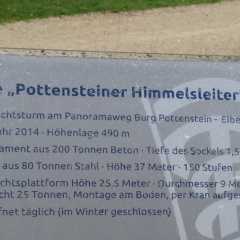 e „Pottensteiner Himmelsleiter
chtsturm am Panoramaweg Burg Pottenstein - Elbe
hr 2014 · Höhenlage 490 m
ament aus 200 Tonnen Beton · Tiefe des Sockels 1,5
aus 80 Tonnen Stahl · Höhe 37 Meter · 150 Stufen
chtsplattform Höhe 25,5 Meter · Durchmesser 9 Me
cht 25 Tonnen, Montage am Boden, per Kran aufges
fnet täglich (im Winter geschlossen)